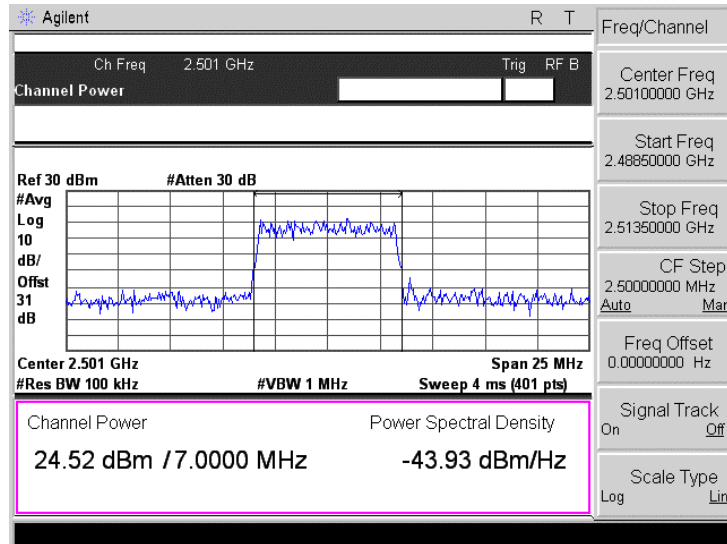 Agilent R T
Ch Freq 2.501 GHz Trig RF B
Channel Power
Ref 30 dBm #Atten 30 dB
#Avg
Log
10
dB/
Offst
31
dB
Center 2.501 GHz Span 25 MHz
#Res BW 100 kHz #VBW 1 MHz Sweep 4 ms (401 pts)
Channel Power Power Spectral Density
24.52 dBm / 7.0000 MHz -43.93 dBm/Hz
Freq/Channel
Center Freq
2.50100000 GHz
Start Freq
2.48850000 GHz
Stop Freq
2.51350000 GHz
CF Step
2.50000000 MHz
Auto Man
Freq Offset
0.00000000 Hz
Signal Track
On Off
Scale Type
Log Lin